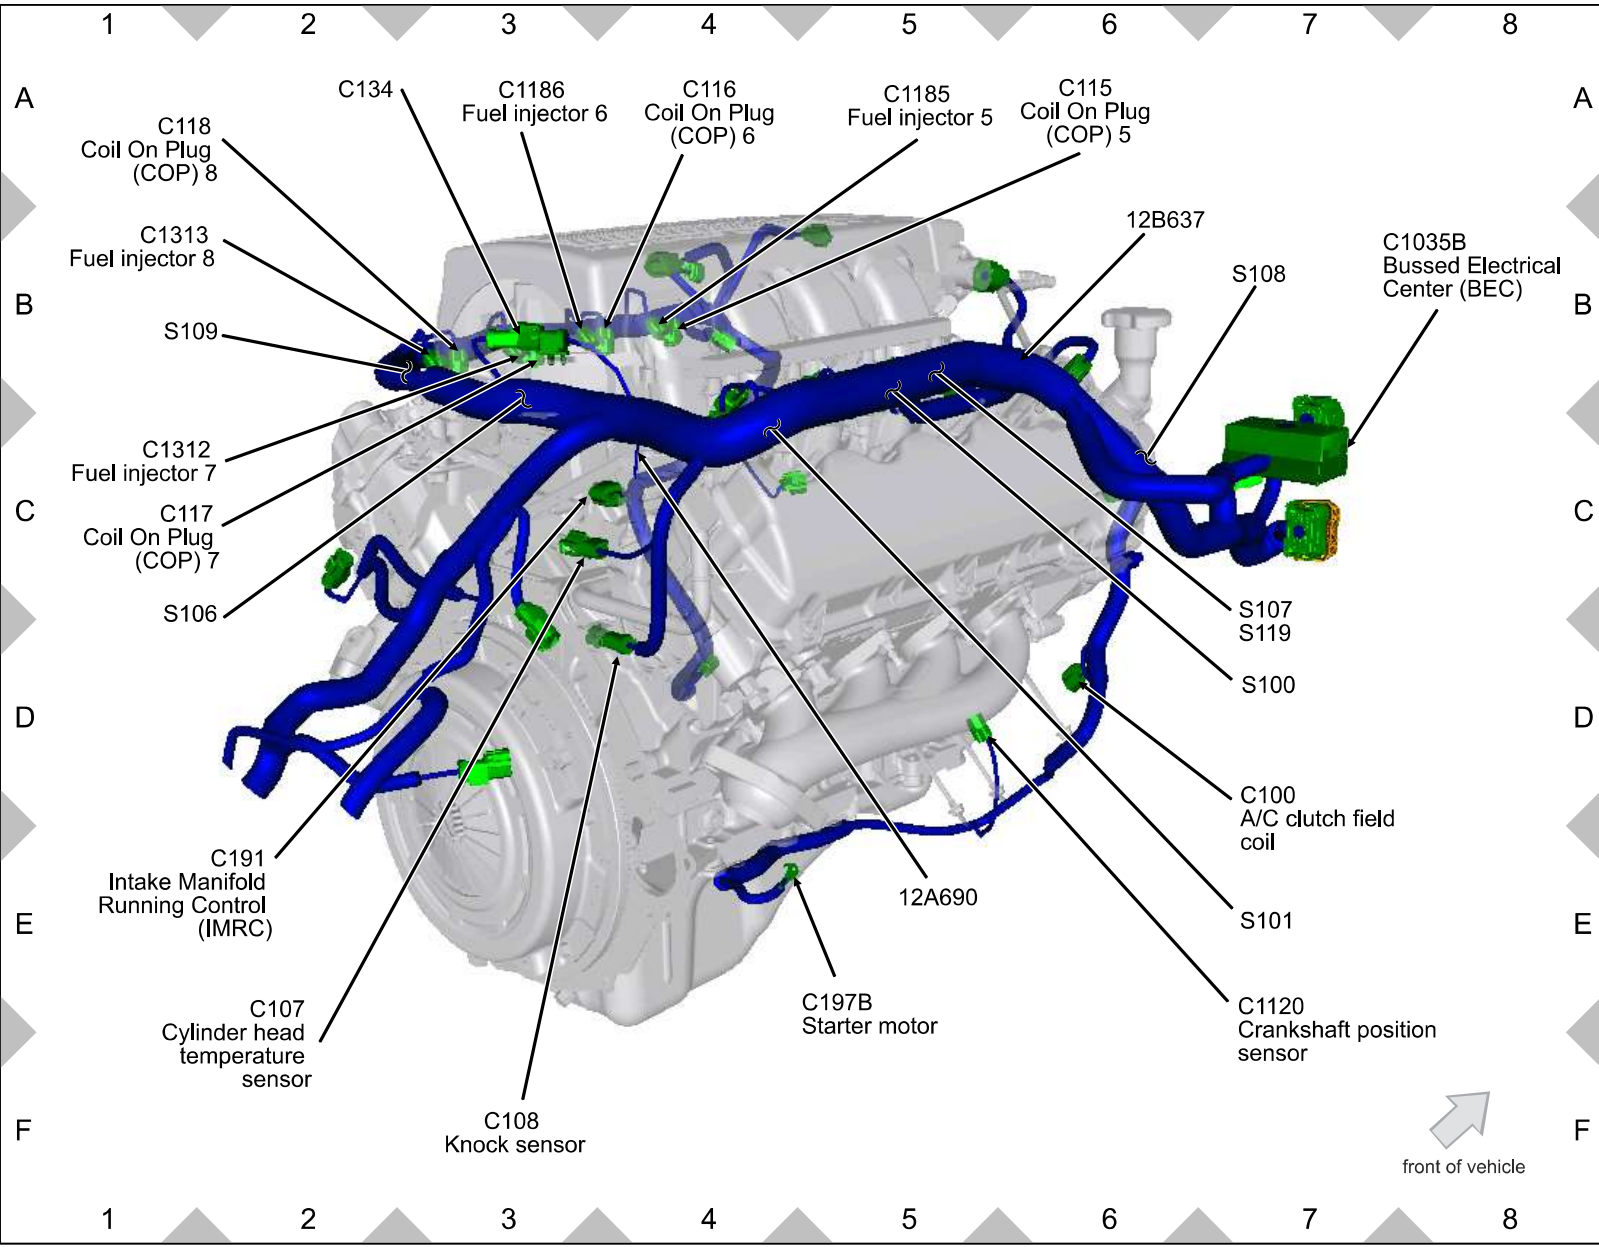 1 2 3 4 5 6 7 8
A
A
C134
C1186
Fuel injector 6
C116
Coil On Plug
(COP) 6
C1185
Fuel injector 5
C115
Coil On Plug
(COP) 5
C118
Coil On Plug
(COP) 8
12B637
C1313
Fuel injector 8
C1035B
Bussed Electrical
Center (BEC)
S108
B
B
S109
C1312
Fuel injector 7
C
C
C117
Coil On Plug
(COP) 7
S106
S107
S119
S100
D
D
C100
A/C clutch field
coil
C191
Intake Manifold
Running Control
(IMRC)
12A690
S101
E
E
C107
Cylinder head
temperature
sensor
C197B
Starter motor
C1120
Crankshaft position
sensor
C108
Knock sensor
F
F
front of vehicle
1 2 3 4 5 6 7 8